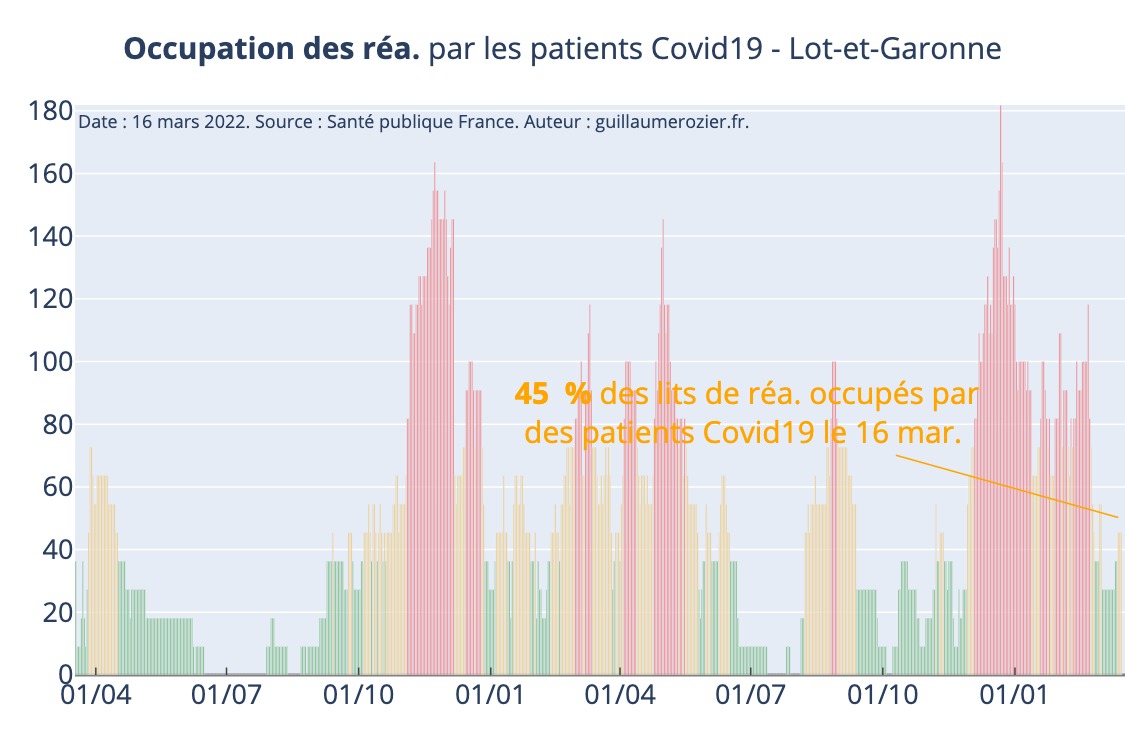 Occupation des réa. par les patients Covid19 - Lot-et-Garonne
180
Date : 16 mars 2022. Source : Santé publique France. Auteur : guillaumerozier.fr.
160
140
120
100
45 % des lits de réa. occupés par
80
des patients Covid19 le 16 mar.
60
40
20
0
01/04 01/07 01/10 01/01 01/04 01/07 01/10 01/01